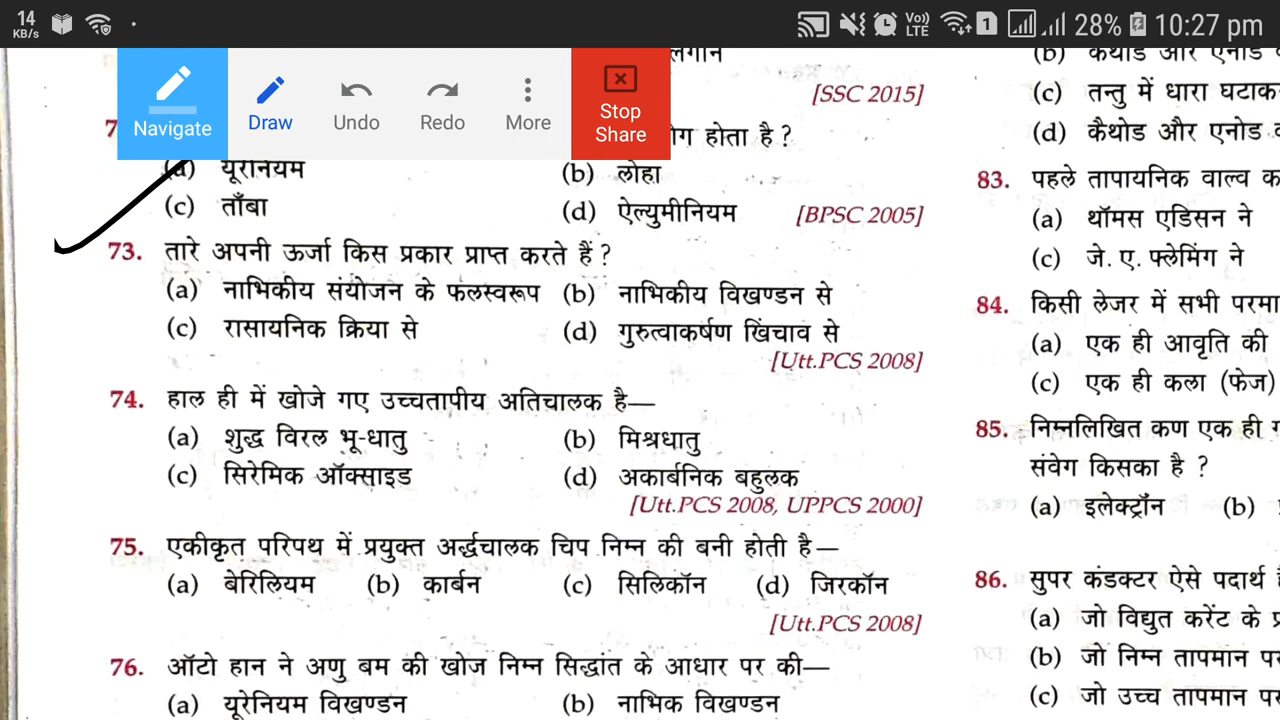 14
KB/s
Vo))
LTE
1
28%
10:27 pm
Navigate
Draw
Undo
Redo
More
Stop
Share
[SSC 2015]
होता है ?
(a) यूरेनियम (b) लोहा
(c) ताँबा (d) ऐल्युमीनियम [BPSC 2005]
73. तारे अपनी ऊर्जा किस प्रकार प्राप्त करते हैं ?
(a) नाभिकीय संयोजन के फलस्वरूप (b) नाभिकीय विखण्डन से
(c) रासायनिक क्रिया से (d) गुरुत्वाकर्षण खिंचाव से
[Utt.PCS 2008]
74. हाल ही में खोजे गए उच्चतापीय अतिचालक है—
(a) शुद्ध विरल भू-धातु (b) मिश्रधातु
(c) सिरेमिक ऑक्साइड (d) अकार्बनिक बहुलक
[Utt.PCS 2008, UPPCS 2000]
75. एकीकृत परिपथ में प्रयुक्त अर्द्धचालक चिप निम्न की बनी होती है—
(a) बेरिलियम (b) कार्बन (c) सिलिकॉन (d) जिरकॉन
[Utt.PCS 2008]
76. ऑटो हान ने अणु बम की खोज निम्न सिद्धांत के आधार पर की—
(a) यूरेनियम विखण्डन (b) नाभिक विखण्डन
(b) कैथोड और एनोड
(c) तन्तु में धारा घटाकर
(d) कैथोड और एनोड
83. पहले तापायनिक वाल्व
(a) थॉमस एडिसन ने
(c) जे. ए. फ्लेमिंग ने
84. किसी लेजर में सभी
(a) एक ही आवृति की
(c) एक ही कला (फेज)
85. निम्नलिखित कण एक ही
संवेग किसका है ?
(a) इलेक्ट्रॉन (b)
86. सुपर कंडक्टर ऐसे पदार्थ
(a) जो विद्युत करेंट के
(b) जो निम्न तापमान
(c) जो उच्च तापमान